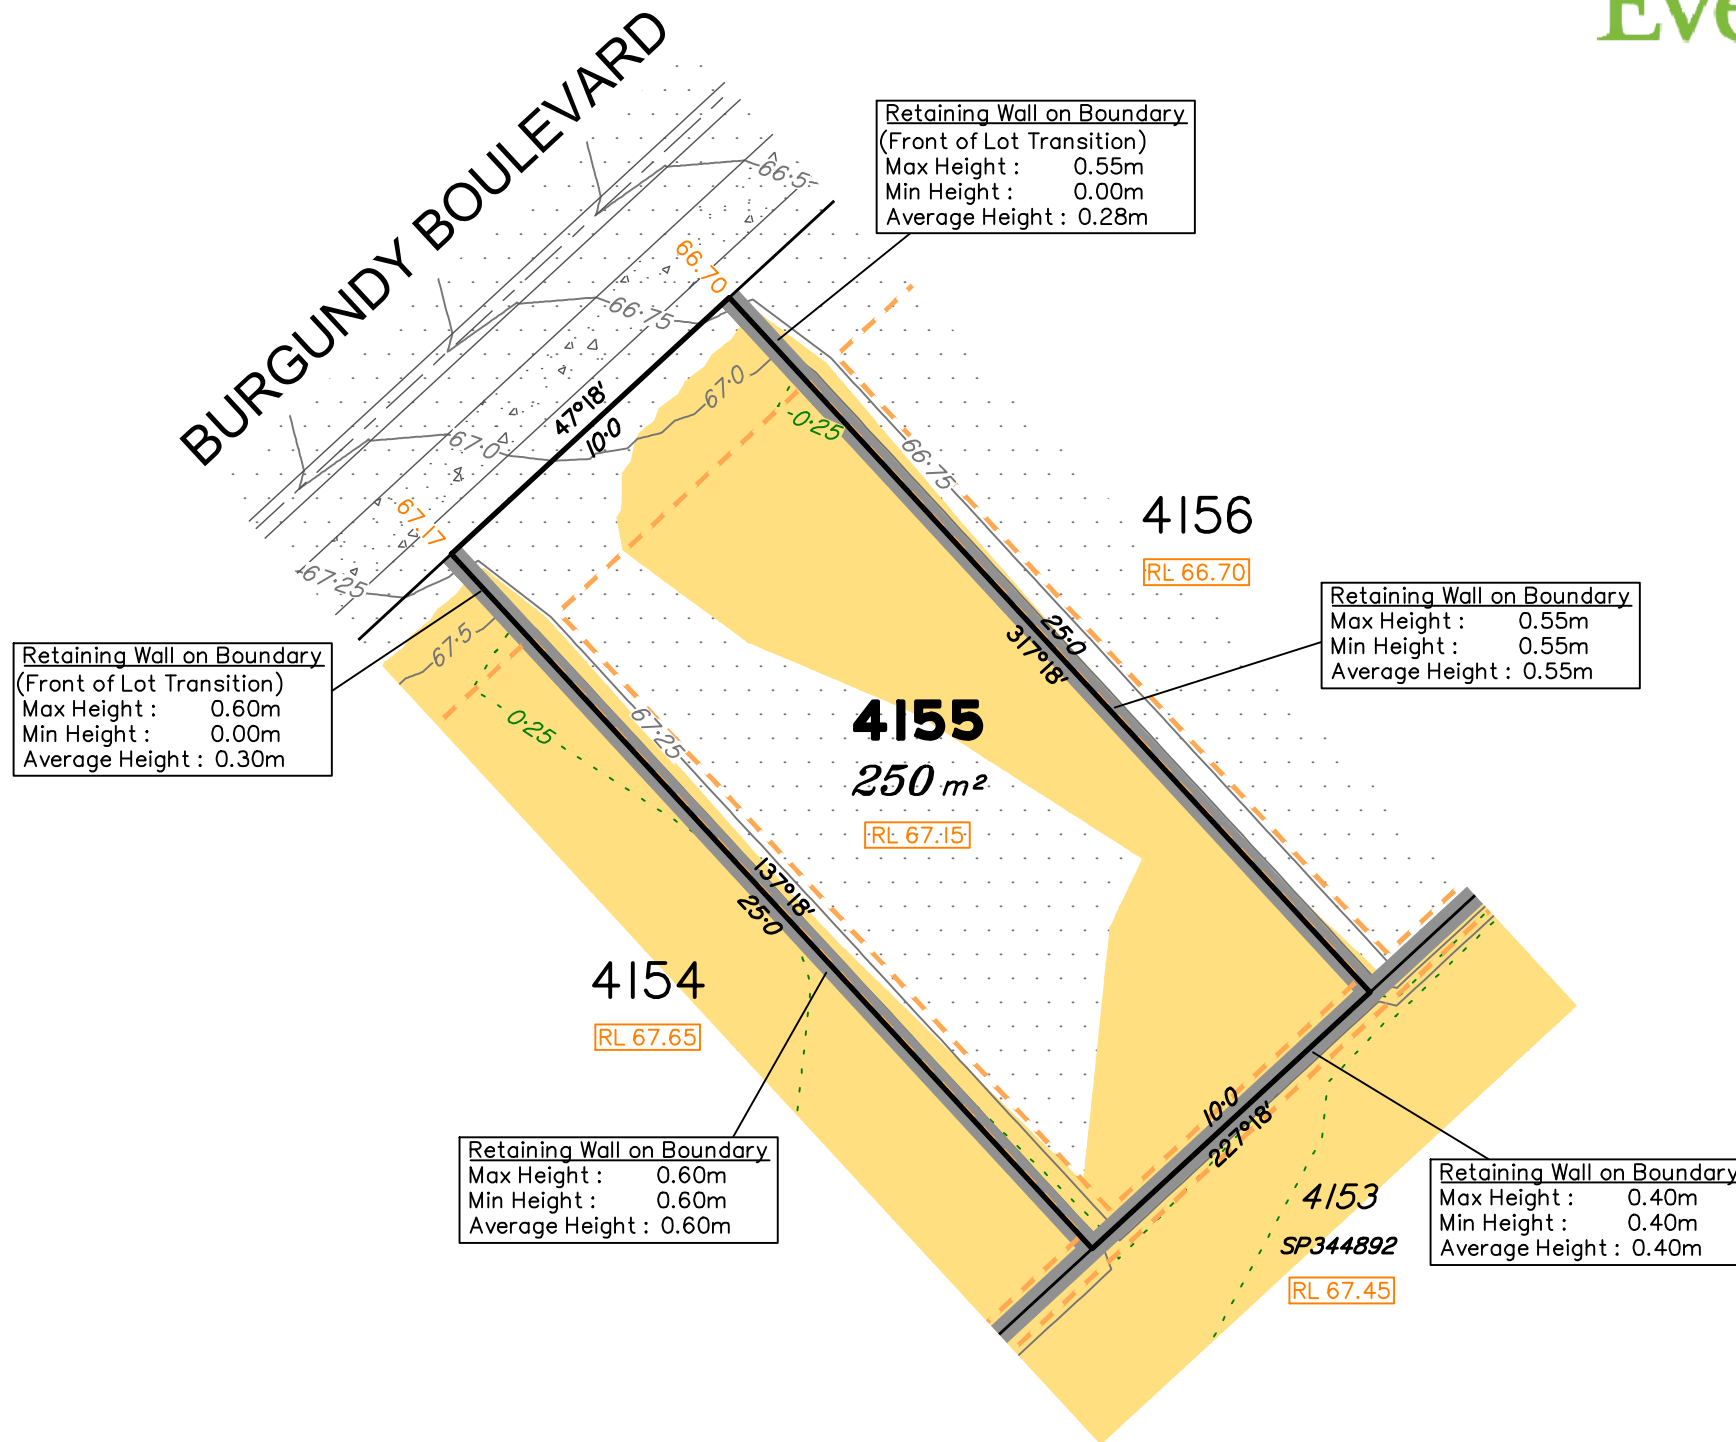 Eve
BURGUNDY BOULEVARD
Retaining Wall on Boundary
(Front of Lot Transition)
Max Height : 0.55m
Min Height : 0.00m
Average Height : 0.28m
66·5
66.70
66·75
67·0
47°18'
10·0
67·0
0·25
66·75
67.17
67·25
4156
RL 66.70
Retaining Wall on Boundary
Max Height : 0.55m
Min Height : 0.55m
Average Height : 0.55m
25·0
317°18'
67·5
Retaining Wall on Boundary
(Front of Lot Transition)
Max Height : 0.60m
Min Height : 0.00m
Average Height : 0.30m
0·25
67·25
4155
250 m²
RL 67.15
137°18'
25·0
4154
RL 67.65
Retaining Wall on Boundary
Max Height : 0.60m
Min Height : 0.60m
Average Height : 0.60m
10·0
227°18'
4153
SP344892
RL 67.45
Retaining Wall on Boundary
Max Height : 0.40m
Min Height : 0.40m
Average Height : 0.40m